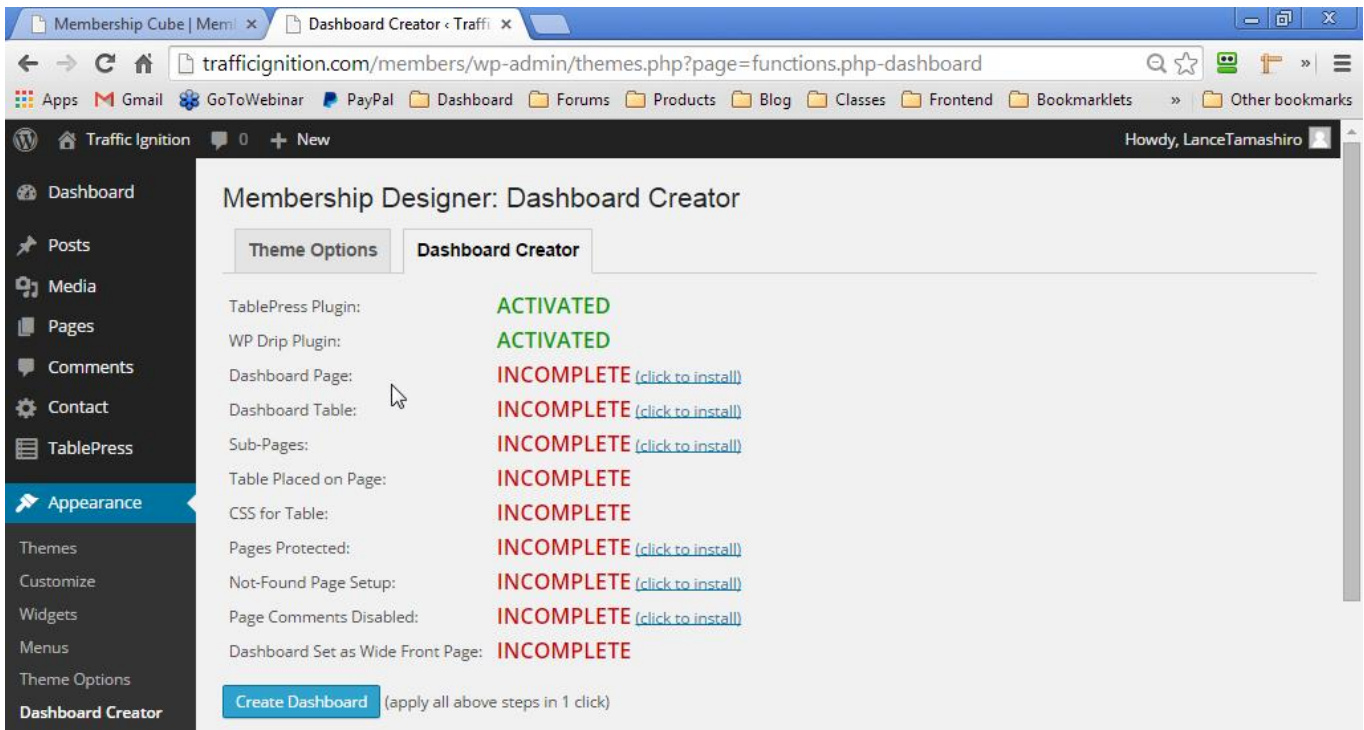 Membership Cube | Mem
Dashboard Creator ‹ Traffi
trafficignition.com/members/wp-admin/themes.php?page=functions.php-dashboard
Apps Gmail GoToWebinar PayPal Dashboard Forums Products Blog Classes Frontend Bookmarklets » Other bookmarks
Traffic Ignition 0 + New Howdy, LanceTamashiro
Dashboard
Posts
Media
Pages
Comments
Contact
TablePress
Appearance
Themes
Customize
Widgets
Menus
Theme Options
Dashboard Creator
Membership Designer: Dashboard Creator
Theme Options Dashboard Creator
TablePress Plugin: ACTIVATED
WP Drip Plugin: ACTIVATED
Dashboard Page: INCOMPLETE (click to install)
Dashboard Table: INCOMPLETE (click to install)
Sub-Pages: INCOMPLETE (click to install)
Table Placed on Page: INCOMPLETE
CSS for Table: INCOMPLETE
Pages Protected: INCOMPLETE (click to install)
Not-Found Page Setup: INCOMPLETE (click to install)
Page Comments Disabled: INCOMPLETE (click to install)
Dashboard Set as Wide Front Page: INCOMPLETE
Create Dashboard (apply all above steps in 1 click)